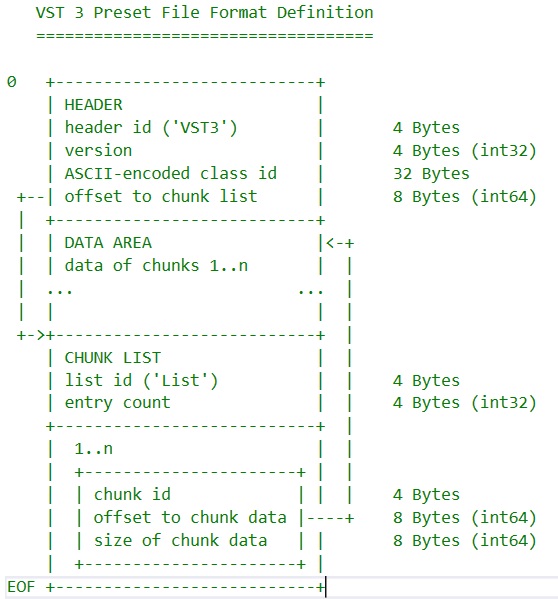 VST 3 Preset File Format Definition
===================================
0   +---------------------------+
    | HEADER                    |
    | header id ('VST3')        |       4 Bytes
    | version                   |       4 Bytes (int32)
    | ASCII-encoded class id    |       32 Bytes
 +--| offset to chunk list      |       8 Bytes (int64)
 |  +---------------------------+
 |  | DATA AREA                 |<-+
 |  | data of chunks 1..n       |  |
 |  ...                       ...  |
 |  |                           |  |
 +->+---------------------------+  |
    | CHUNK LIST                |  |
    | list id ('List')          |  |    4 Bytes
    | entry count               |  |    4 Bytes (int32)
    +---------------------------+  |
    |  1..n                     |  |
    |  +----------------------+ |  |
    |  | chunk id             | |  |    4 Bytes
    |  | offset to chunk data |----+    8 Bytes (int64)
    |  | size of chunk data   | |       8 Bytes (int64)
    |  +----------------------+ |
EOF +---------------------------+